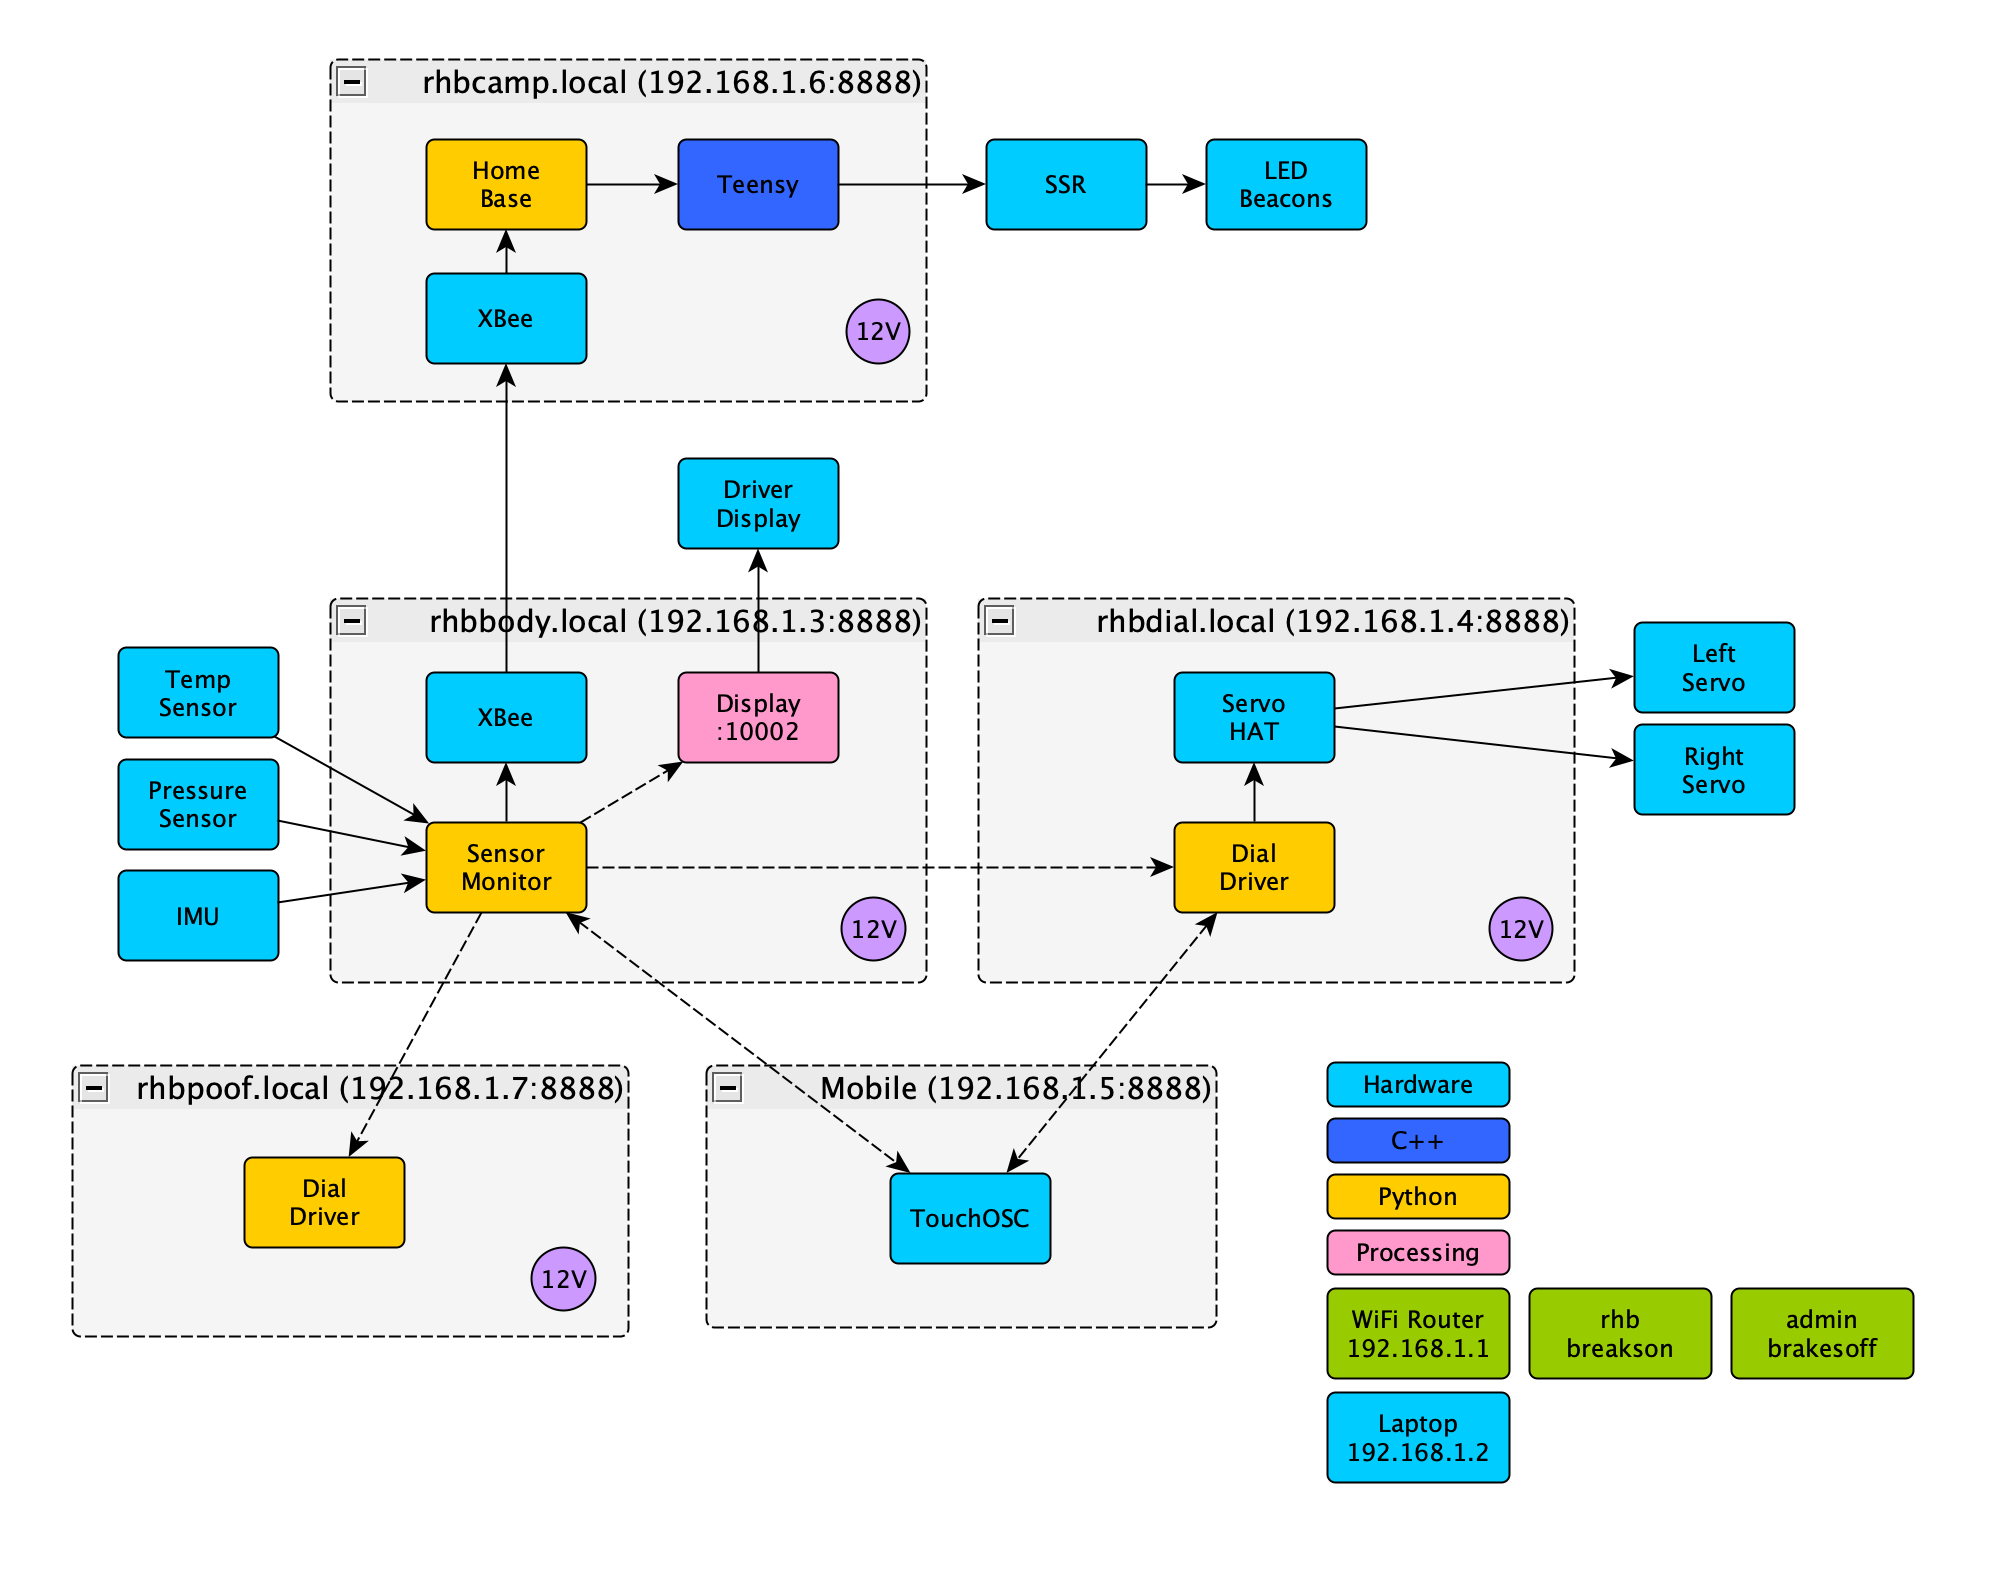 rhbcamp.local (192.168.1.6:8888)
Home
Base
Teensy
SSR
LED
Beacons
XBee
12V
Driver
Display
rhbbody.local (192.168.1.3:8888)
rhbdial.local (192.168.1.4:8888)
Temp
Sensor
XBee
Display
:10002
Servo
HAT
Left
Servo
Right
Servo
Pressure
Sensor
Sensor
Monitor
Dial
Driver
IMU
12V
12V
rhbpoof.local (192.168.1.7:8888)
Mobile (192.168.1.5:8888)
Dial
Driver
12V
TouchOSC
Hardware
C++
Python
Processing
WiFi Router
192.168.1.1
rhb
breakson
admin
brakesoff
Laptop
192.168.1.2